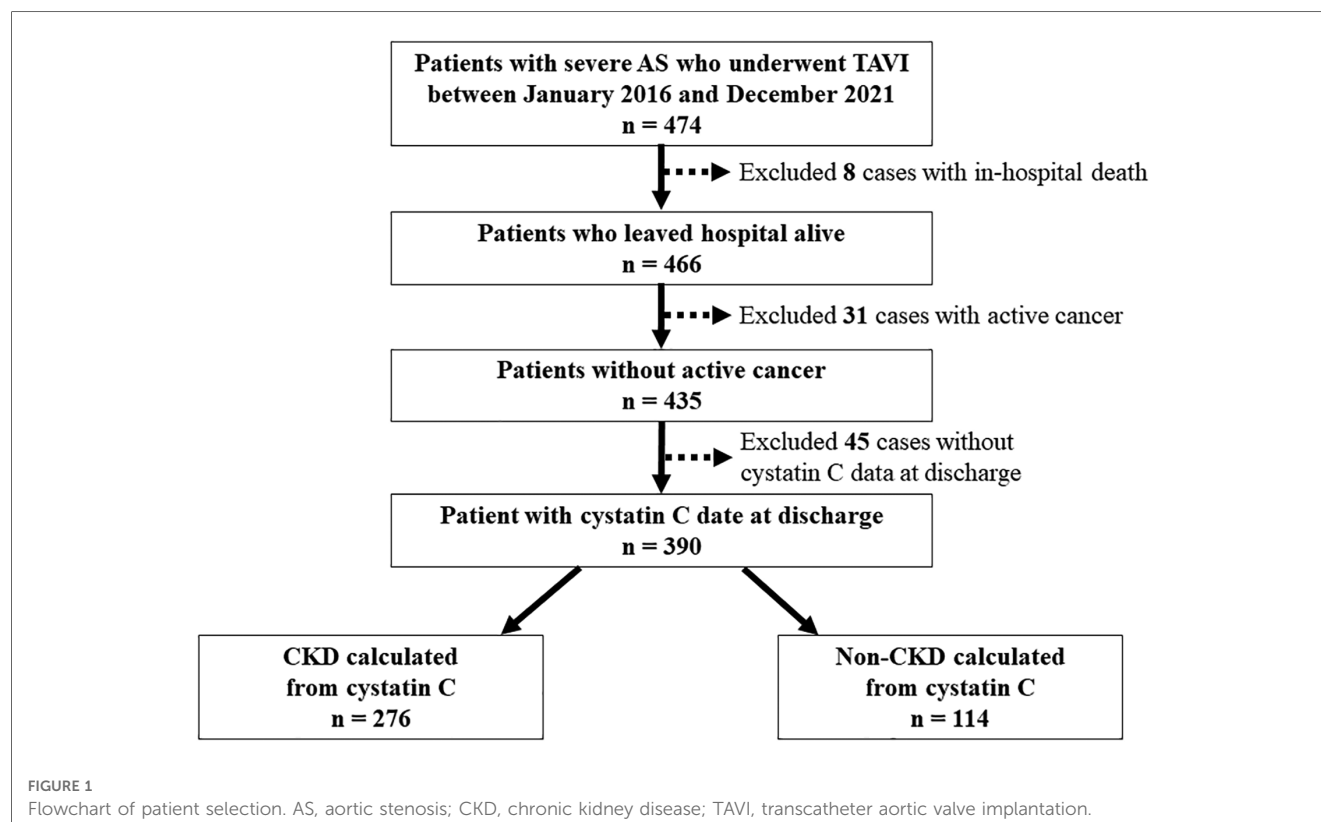 Patients with severe AS who underwent TAVI
between January 2016 and December 2021
n = 474
Excluded 8 cases with in-hospital death
Patients who leaved hospital alive
n = 466
Excluded 31 cases with active cancer
Patients without active cancer
n = 435
Excluded 45 cases without
cystatin C data at discharge
Patient with cystatin C date at discharge
n = 390
CKD calculated
from cystatin C
n = 276
Non-CKD calculated
from cystatin C
n = 114
FIGURE 1
Flowchart of patient selection. AS, aortic stenosis; CKD, chronic kidney disease; TAVI, transcatheter aortic valve implantation.